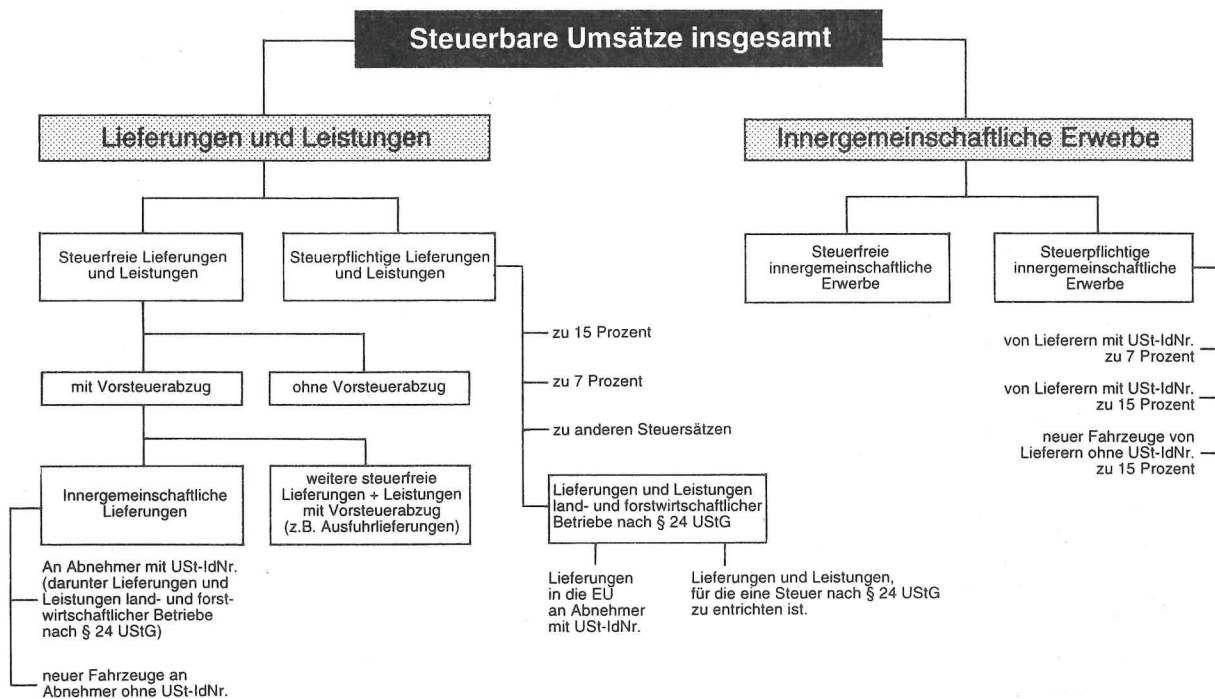 Steuerbare Umsätze insgesamt
Lieferungen und Leistungen
Innergemeinschaftliche Erwerbe
Steuerfreie Lieferungen
und Leistungen
Steuerpflichtige Lieferungen
und Leistungen
Steuerfreie
innergemeinschaftliche
Erwerbe
Steuerpflichtige
innergemeinschaftliche
Erwerbe
zu 15 Prozent
zu 7 Prozent
zu anderen Steuersätzen
von Lieferern mit USt-IdNr.
zu 7 Prozent
von Lieferern mit USt-IdNr.
zu 15 Prozent
neuer Fahrzeuge von
Lieferern ohne USt-IdNr.
zu 15 Prozent
mit Vorsteuerabzug
ohne Vorsteuerabzug
Innergemeinschaftliche
Lieferungen
weitere steuerfreie
Lieferungen + Leistungen
mit Vorsteuerabzug
(z.B. Ausfuhrlieferungen)
Lieferungen und Leistungen
land- und forstwirtschaftlicher
Betriebe nach § 24 UStG
An Abnehmer mit USt-IdNr.
(darunter Lieferungen und
Leistungen land- und forst-
wirtschaftlicher Betriebe
nach § 24 UStG)
neuer Fahrzeuge an
Abnehmer ohne USt-IdNr.
Lieferungen
in die EU
an Abnehmer
mit USt-IdNr.
Lieferungen und Leistungen,
für die eine Steuer nach § 24 UStG
zu entrichten ist.